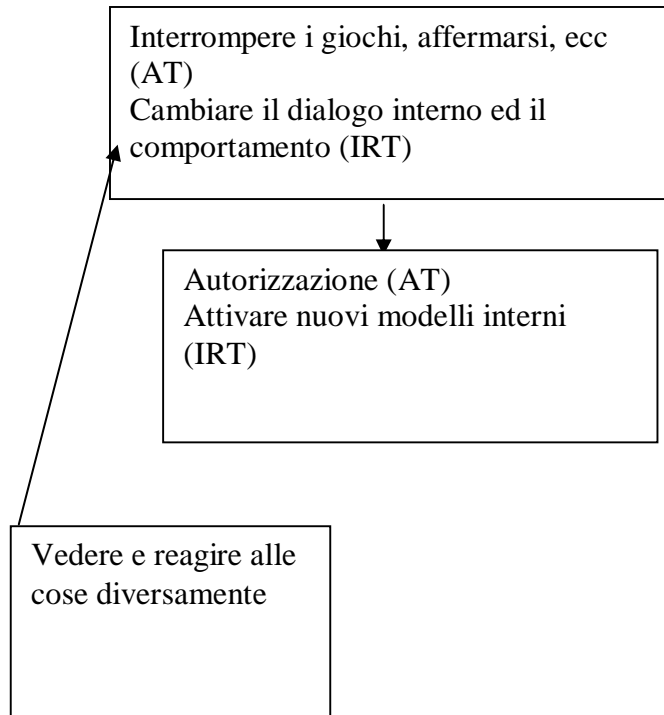 Interrompere i giochi, affermarsi, ecc
(AT)
Cambiare il dialogo interno ed il
comportamento (IRT)
Autorizzazione (AT)
Attivare nuovi modelli interni
(IRT)
Vedere e reagire alle
cose diversamente